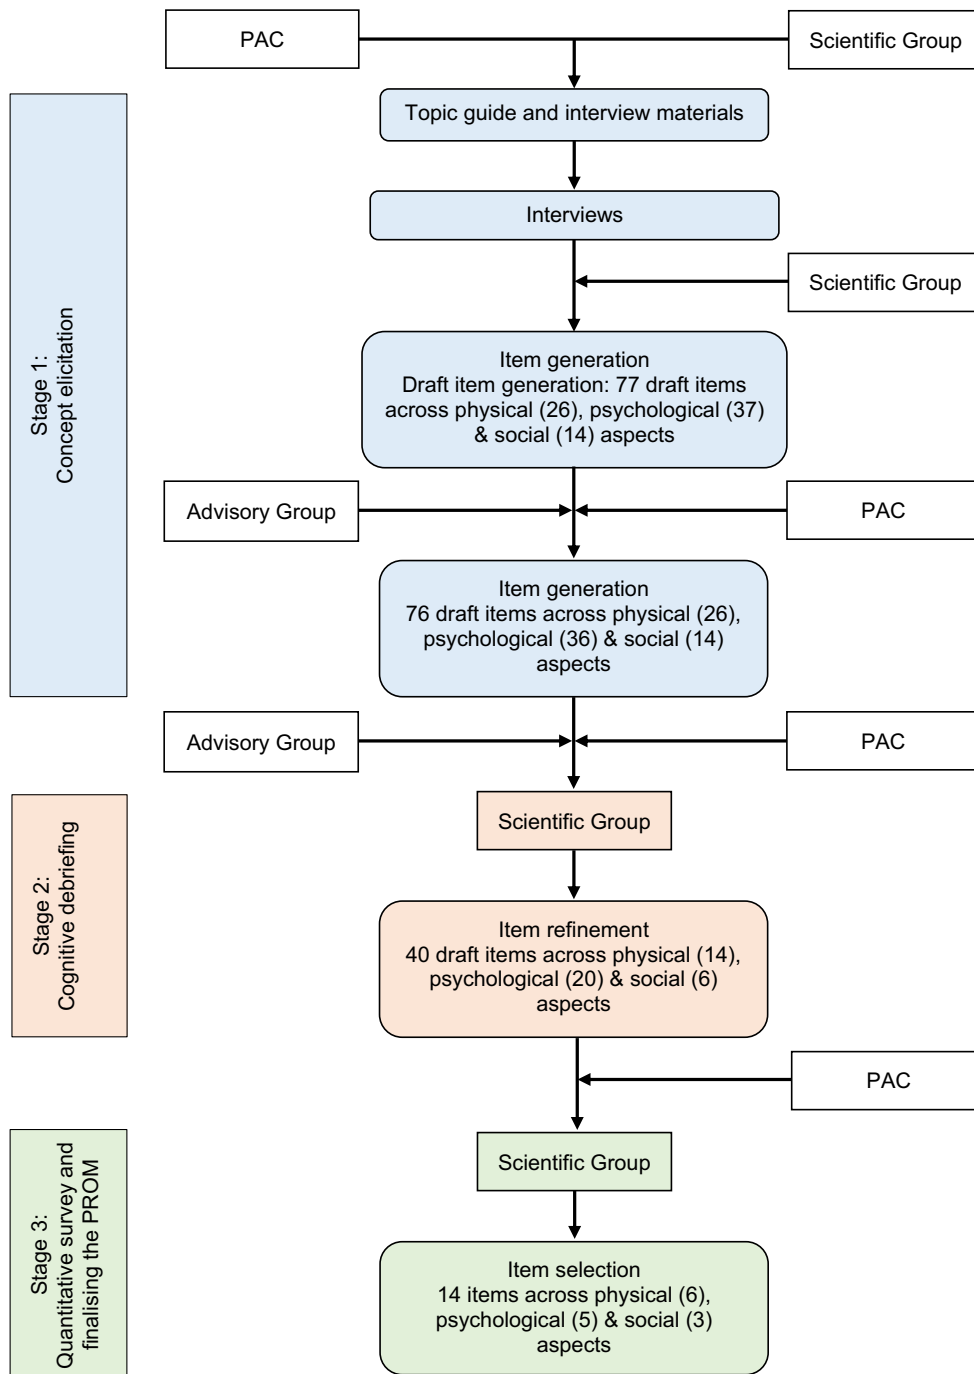 PAC
Scientific Group
Topic guide and interview materials
Interviews
Scientific Group
Stage 1:
Concept elicitation
Item generation
Draft item generation: 77 draft items
across physical (26), psychological (37)
& social (14) aspects
Advisory Group
PAC
Item generation
76 draft items across physical (26),
psychological (36) & social (14)
aspects
Advisory Group
PAC
Stage 2:
Cognitive debriefing
Scientific Group
Item refinement
40 draft items across physical (14),
psychological (20) & social (6)
aspects
PAC
Stage 3:
Quantitative survey and
finalising the PROM
Scientific Group
Item selection
14 items across physical (6),
psychological (5) & social (3)
aspects